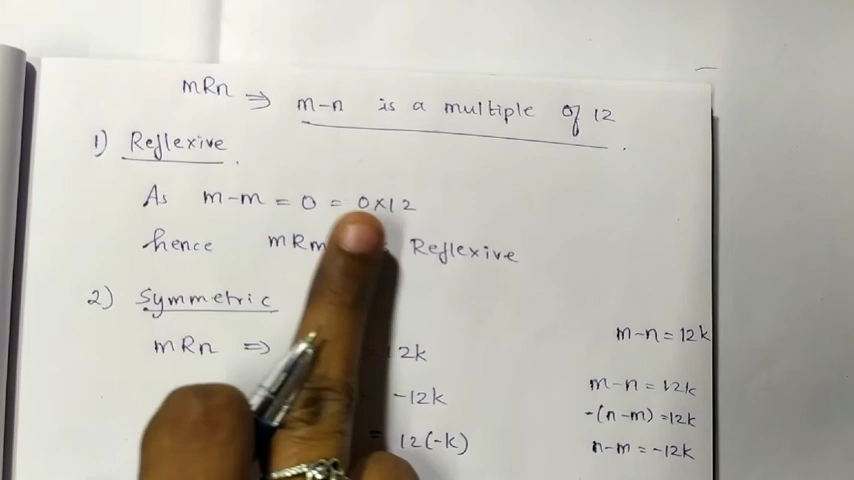 mRn ⇒ m-n is a multiple of 12.
1) Reflexive.
As m-m = 0 = 0×12
hence mRm Reflexive
2) Symmetric
mRn ⇒ = 12k
-12k
= 12(-k)
m-n = 12k
m-n = 12k
-(n-m) = 12k
n-m = -12k